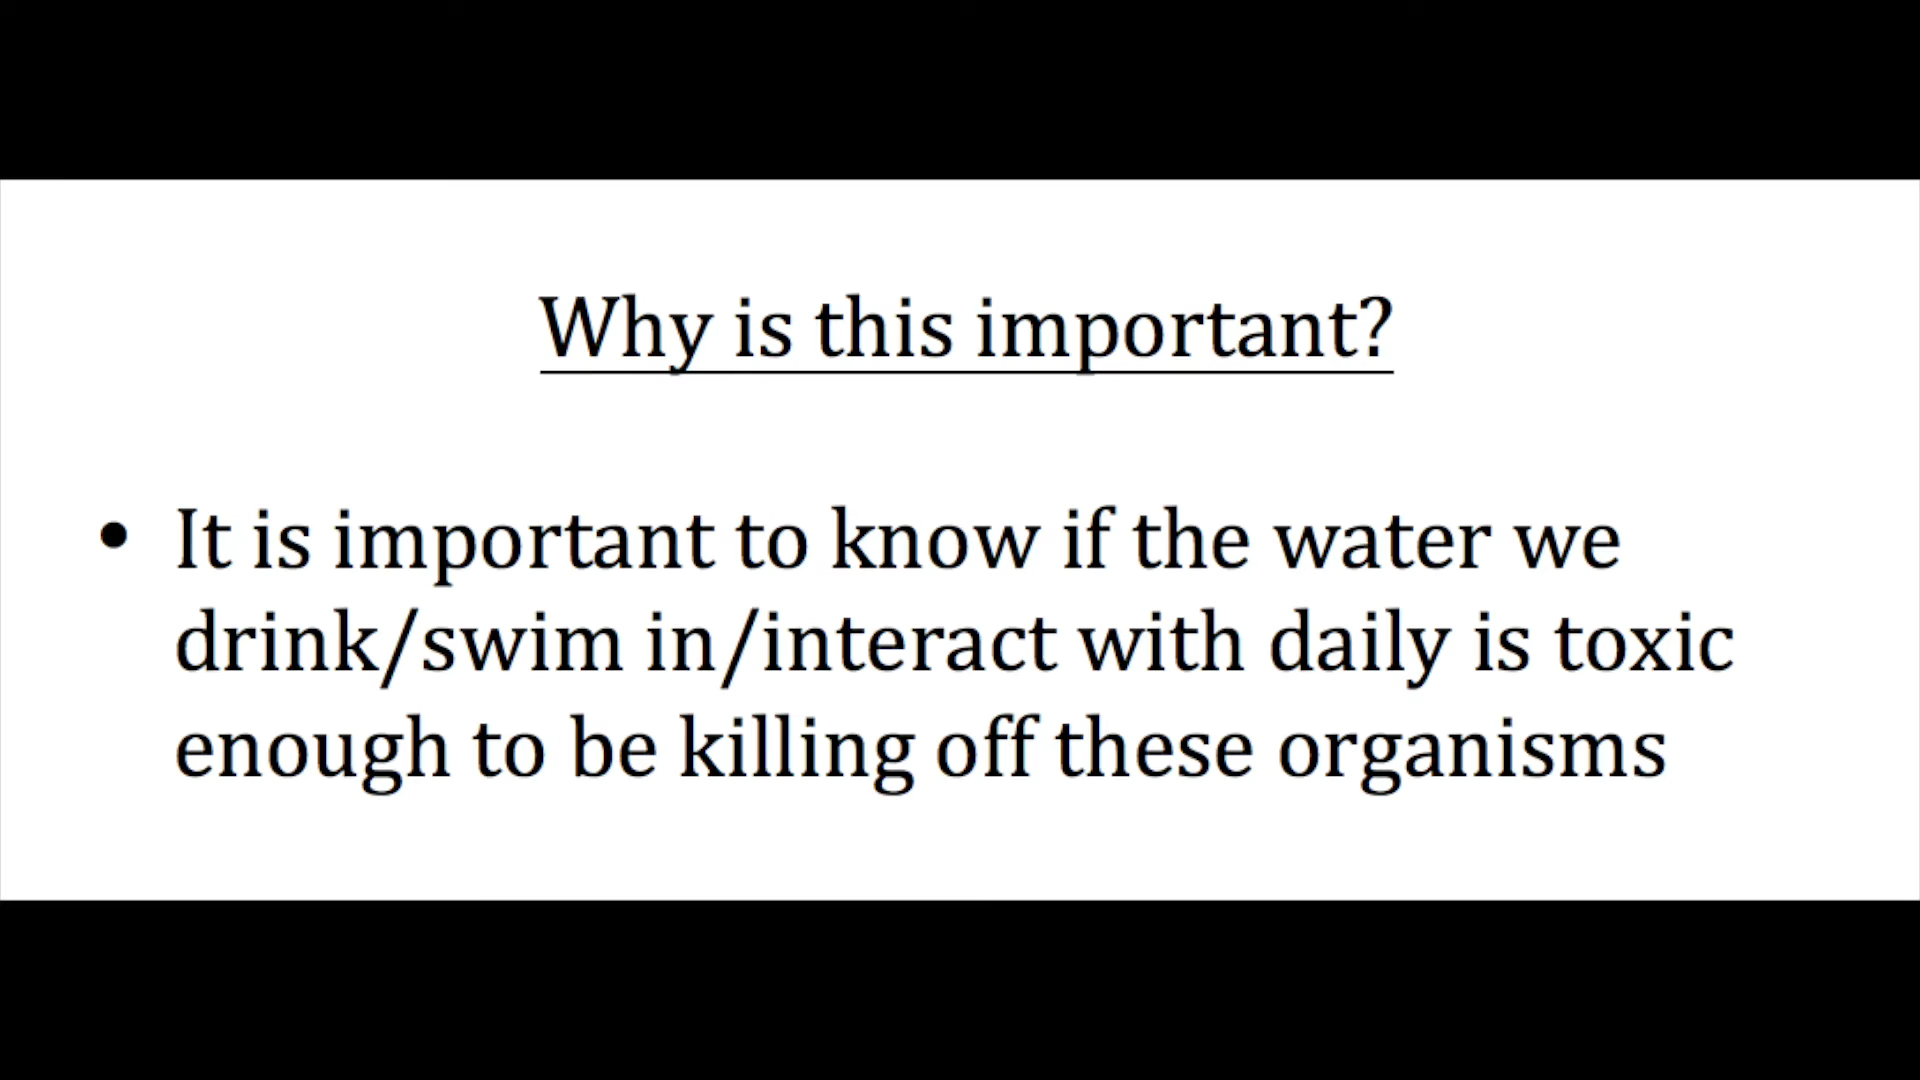 Why is this important?
• It is important to know if the water we
drink/swim in/interact with daily is toxic
enough to be killing off these organisms